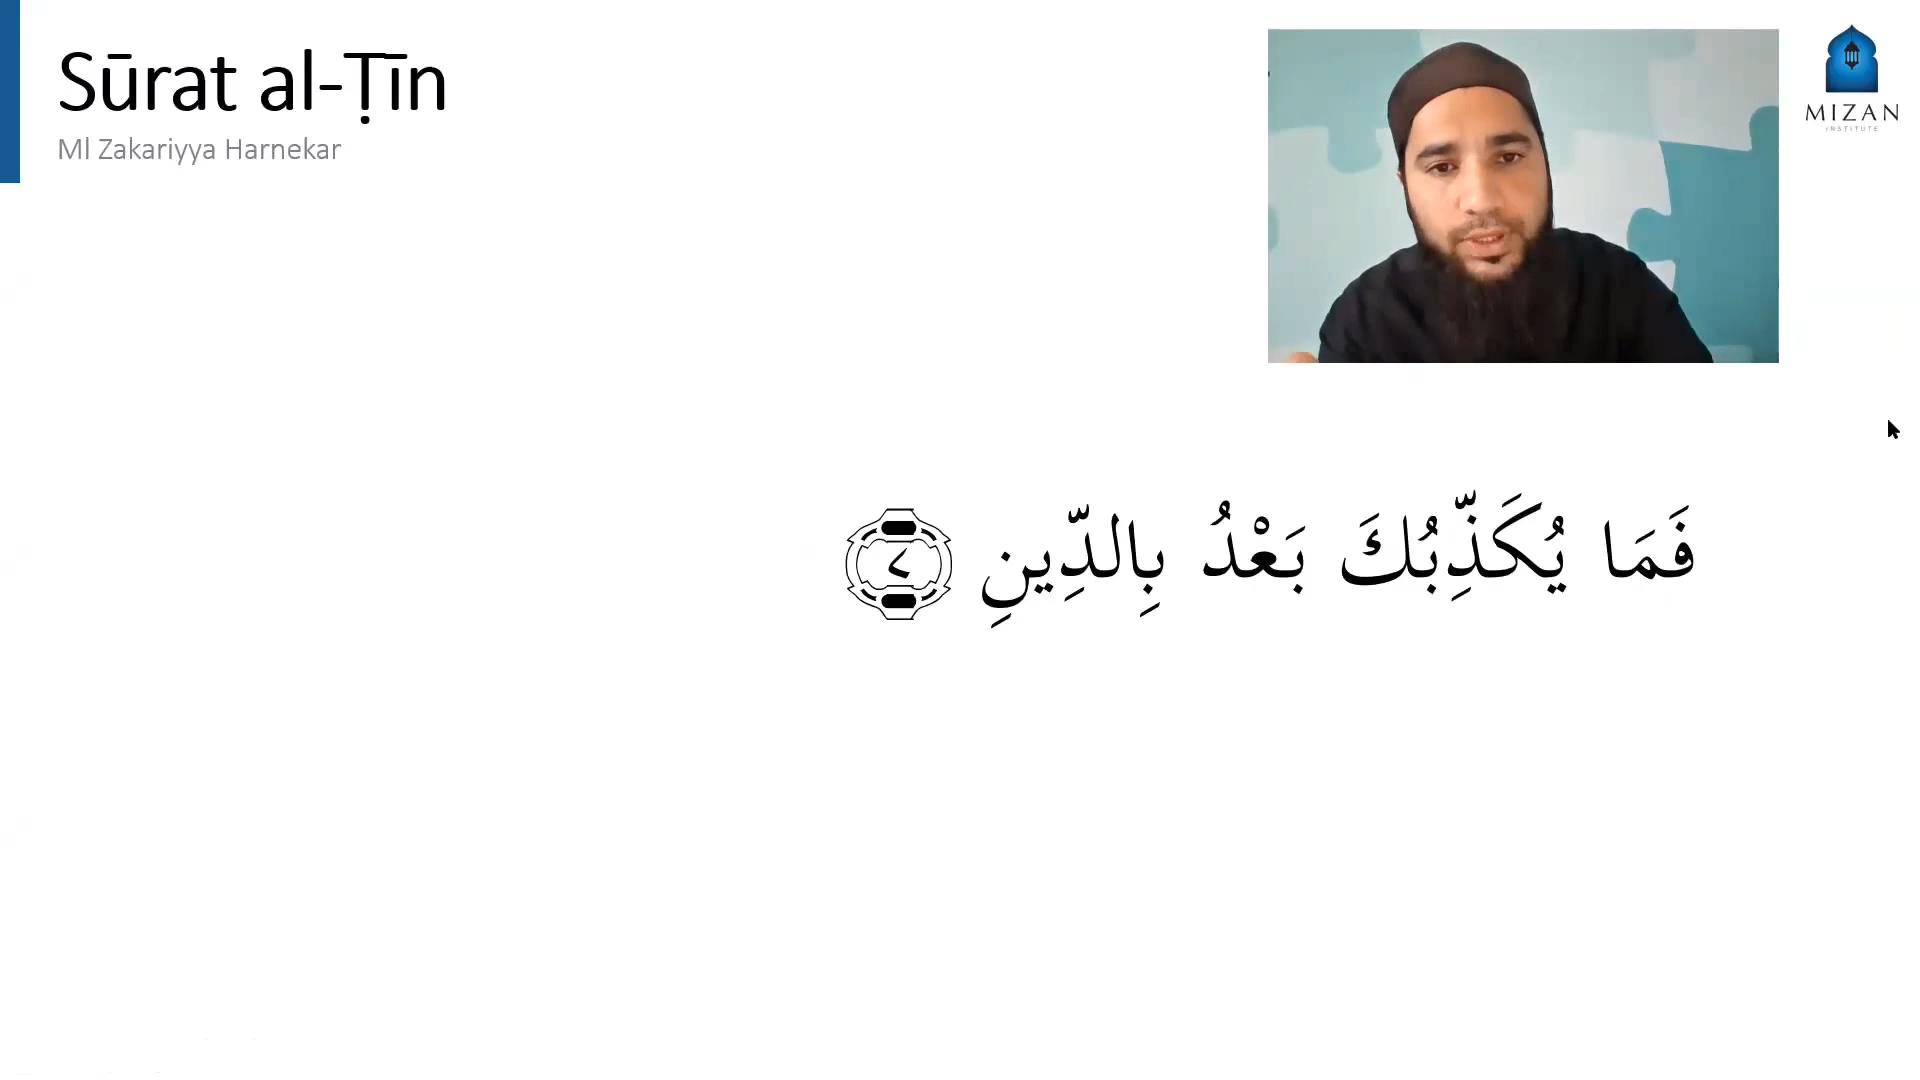 Sūrat al-Ṭīn
Ml Zakariyya Harnekar
MIZAN
INSTITUTE
فَمَا يُكَذِّبُكَ بَعْدُ بِالدِّينِ ٧